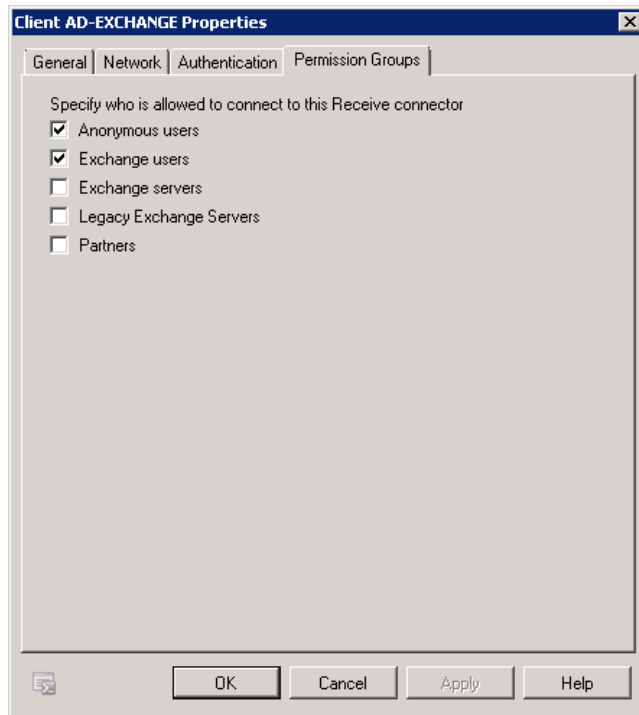 Client AD-EXCHANGE Properties
General Network Authentication Permission Groups
Specify who is allowed to connect to this Receive connector
Anonymous users
Exchange users
Exchange servers
Legacy Exchange Servers
Partners
OK Cancel Apply Help